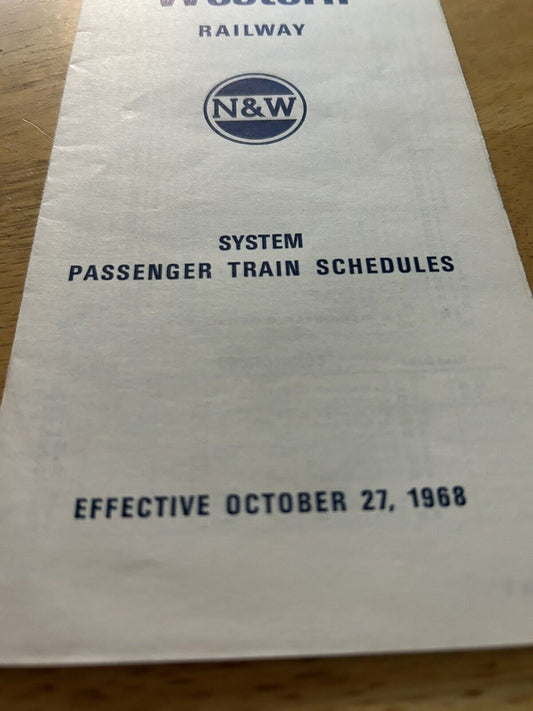 Western
RAILWAY
N&W
SYSTEM
PASSENGER TRAIN SCHEDULES
EFFECTIVE OCTOBER 27, 1968